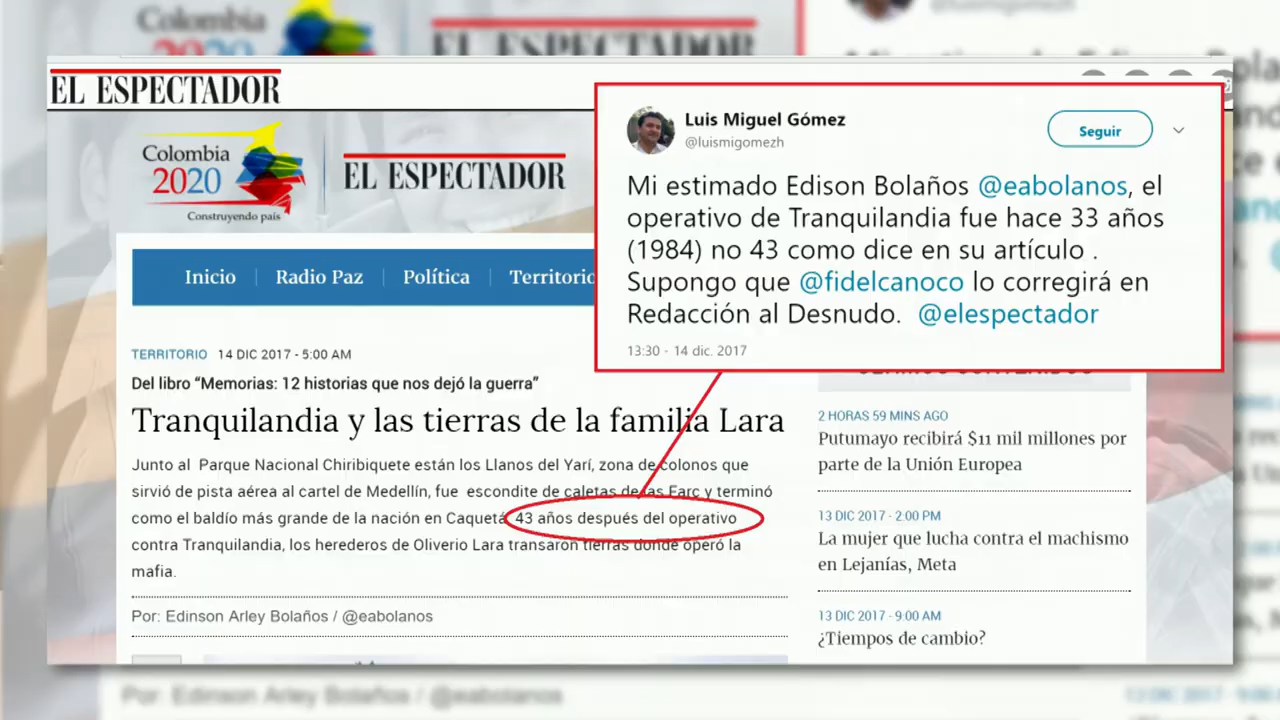 Colombia
2020
EL ESPECTADOR
EL ESPECTADOR
Colombia
2020
Construyendo país
EL ESPECTADOR
Inicio
Radio Paz
Política
Territorio
TERRITORIO 14 DIC 2017 - 5:00 AM
Del libro “Memorias: 12 historias que nos dejó la guerra”
Tranquilandia y las tierras de la familia Lara
Junto al Parque Nacional Chiribiquete están los Llanos del Yarí, zona de colonos que
sirvió de pista aérea al cartel de Medellín, fue escondite de caletas de las Farc y terminó
como el baldío más grande de la nación en Caquetá. 43 años después del operativo
contra Tranquilandia, los herederos de Oliverio Lara transaron tierras donde operó la
mafia.
Por: Edinson Arley Bolaños / @eabolanos
Luis Miguel Gómez
@luismigomezh
Seguir
Mi estimado Edison Bolaños @eabolanos, el
operativo de Tranquilandia fue hace 33 años
(1984) no 43 como dice en su artículo .
Supongo que @fidelcanoco lo corregirá en
Redacción al Desnudo. @elespectador
13:30 - 14 dic. 2017
2 HORAS 59 MINS AGO
Putumayo recibirá $11 mil millones por
parte de la Unión Europea
13 DIC 2017 - 2:00 PM
La mujer que lucha contra el machismo
en Lejanías, Meta
13 DIC 2017 - 9:00 AM
¿Tiempos de cambio?
Por: Edinson Arley Bolaños / @eabolanos